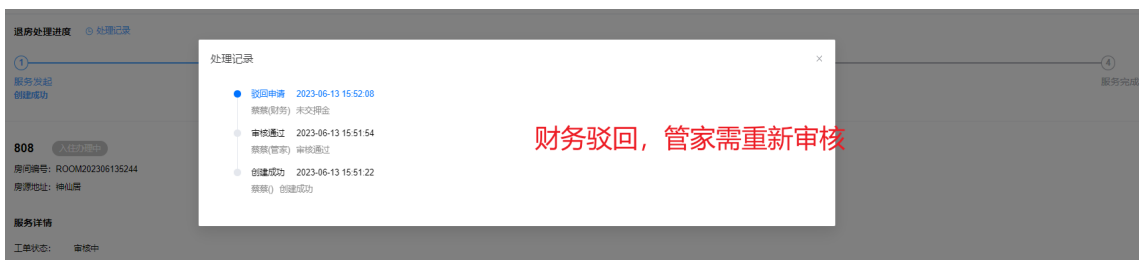 退房处理进度 处理记录
处理记录 ×
1
4
服务发起
服务完成
创建成功
驳回申请 2023-06-13 15:52:08
蔡蔡(财务) 未交押金
审核通过 2023-06-13 15:51:54
蔡蔡(管家) 审核通过
创建成功 2023-06-13 15:51:22
蔡蔡() 创建成功
财务驳回，管家需重新审核
808 入住办理中
房间编号： ROOM202306135244
房源地址： 神仙居
服务详情
工单状态： 审核中